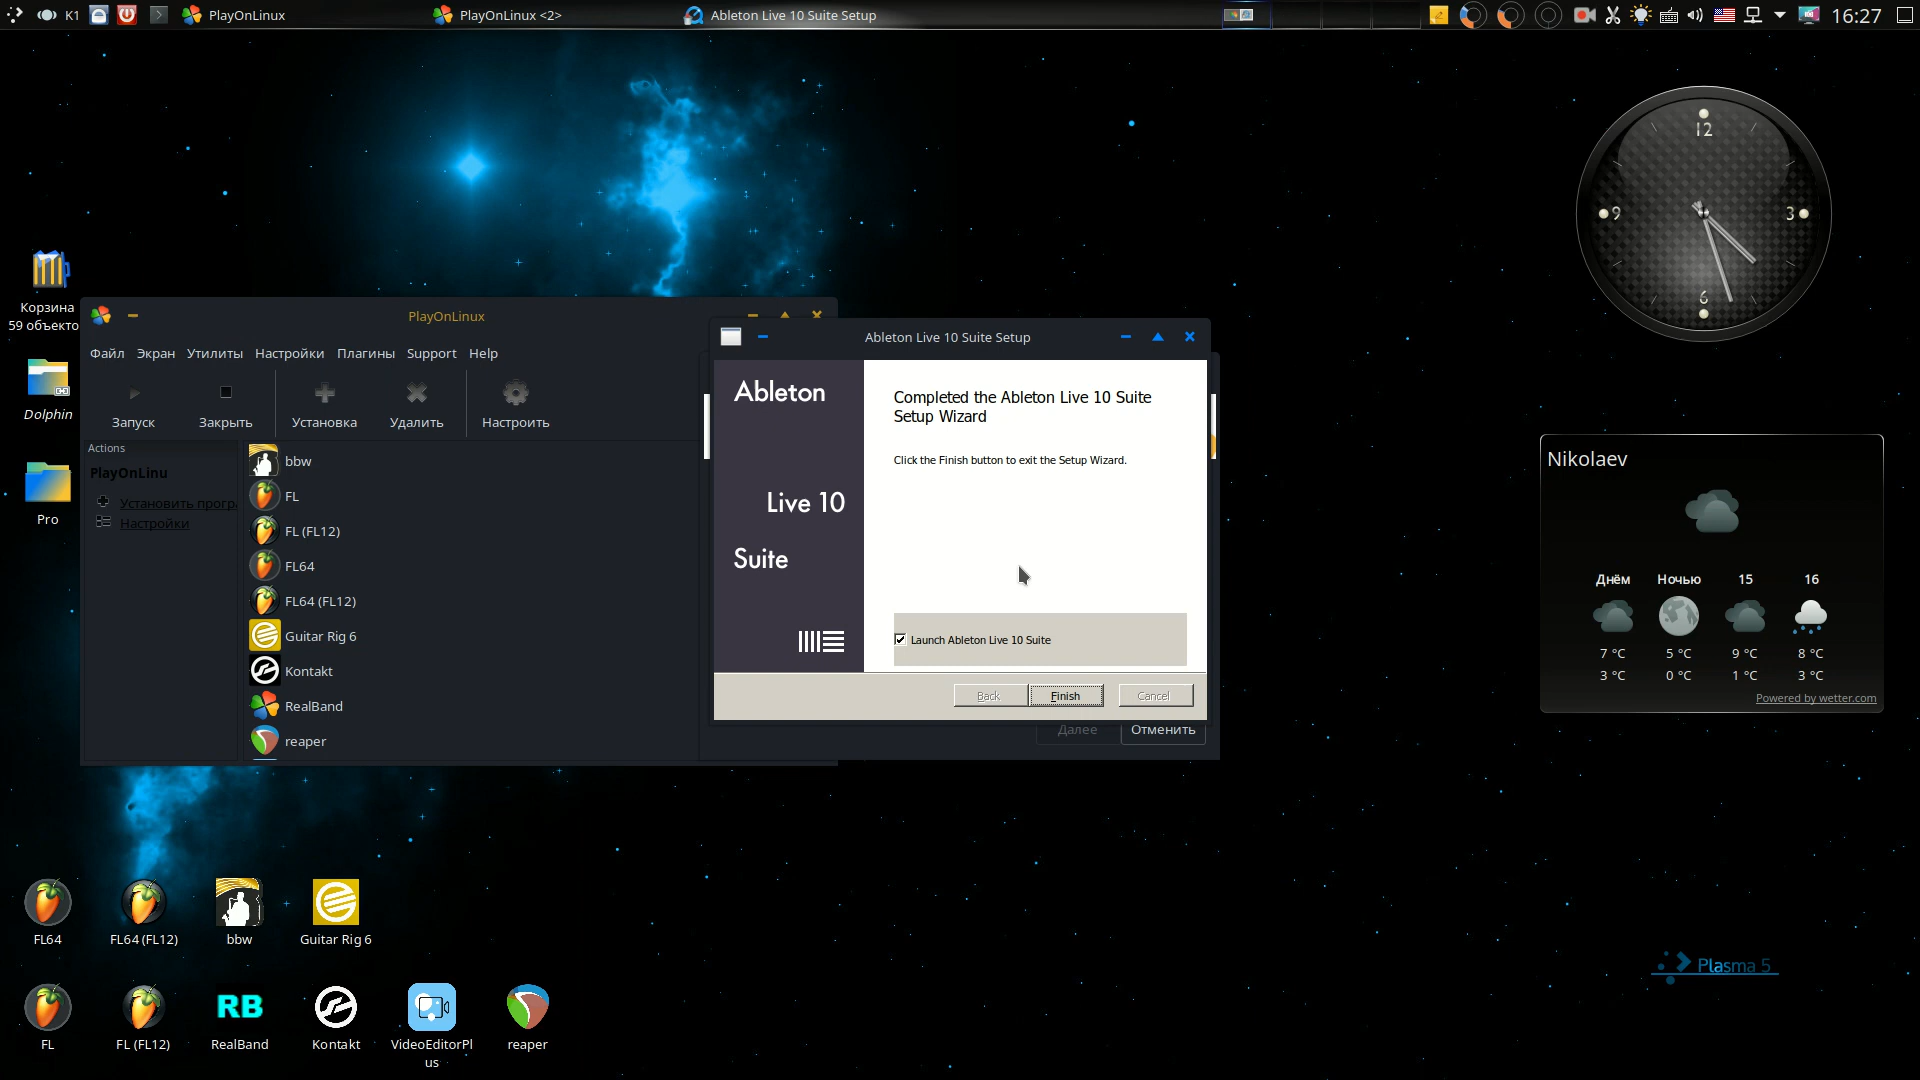 K1
PlayOnLinux
PlayOnLinux <2>
Ableton Live 10 Suite Setup
16:27
12
9
3
6
Корзина
59 объекто
Dolphin
Pro
PlayOnLinux
Файл Экран Утилиты Настройки Плагины Support Help
Запуск Закрыть Установка Удалить Настроить
Actions
PlayOnLinu
Установить прогр
Настройки
bbw
FL
FL (FL12)
FL64
FL64 (FL12)
Guitar Rig 6
Kontakt
RealBand
reaper
Ableton Live 10 Suite Setup
Ableton
Live 10
Suite
Completed the Ableton Live 10 Suite
Setup Wizard
Click the Finish button to exit the Setup Wizard.
Launch Ableton Live 10 Suite
Back Finish Cancel
Далее Отменить
Nikolaev
Днём Ночью 15 16
7 °C 5 °C 9 °C 8 °C
3 °C 0 °C 1 °C 3 °C
Powered by wetter.com
Plasma 5
FL64 FL64 (FL12) bbw Guitar Rig 6
RB
FL FL (FL12) RealBand Kontakt VideoEditorPl reaper
us